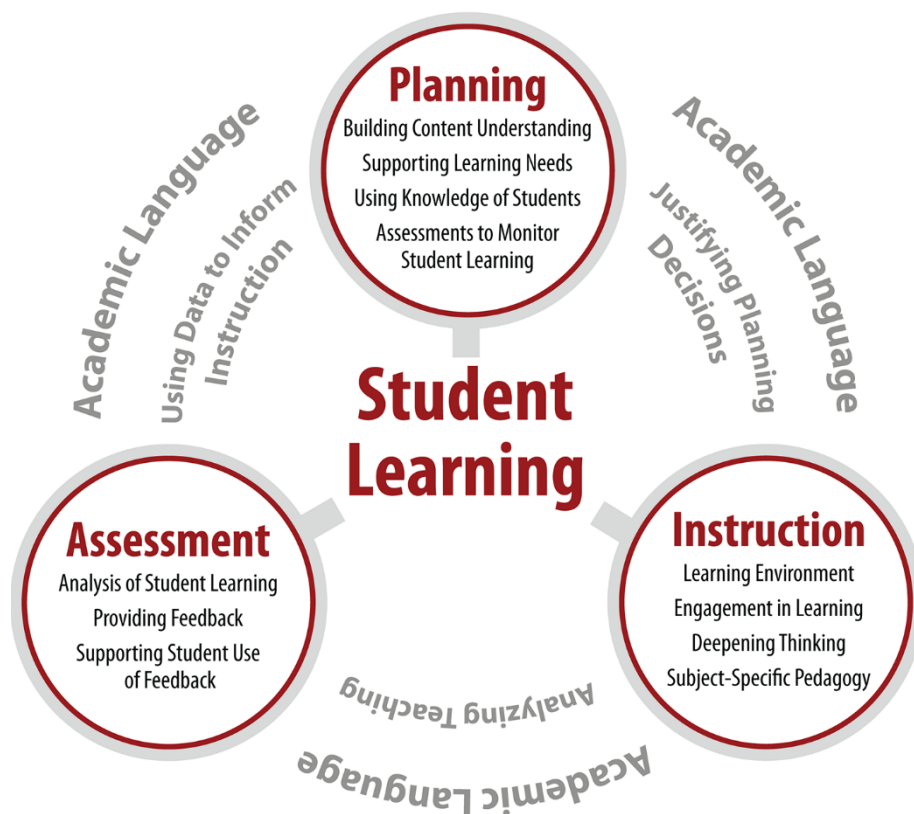 Planning
Building Content Understanding
Supporting Learning Needs
Using Knowledge of Students
Assessments to Monitor
Student Learning
Academic Language
Using Data to Inform
Instruction
Academic Language
Justifying Planning
Decisions
Student
Learning
Assessment
Analysis of Student Learning
Providing Feedback
Supporting Student Use
of Feedback
Instruction
Learning Environment
Engagement in Learning
Deepening Thinking
Subject-Specific Pedagogy
Analyzing Teaching
Academic Language